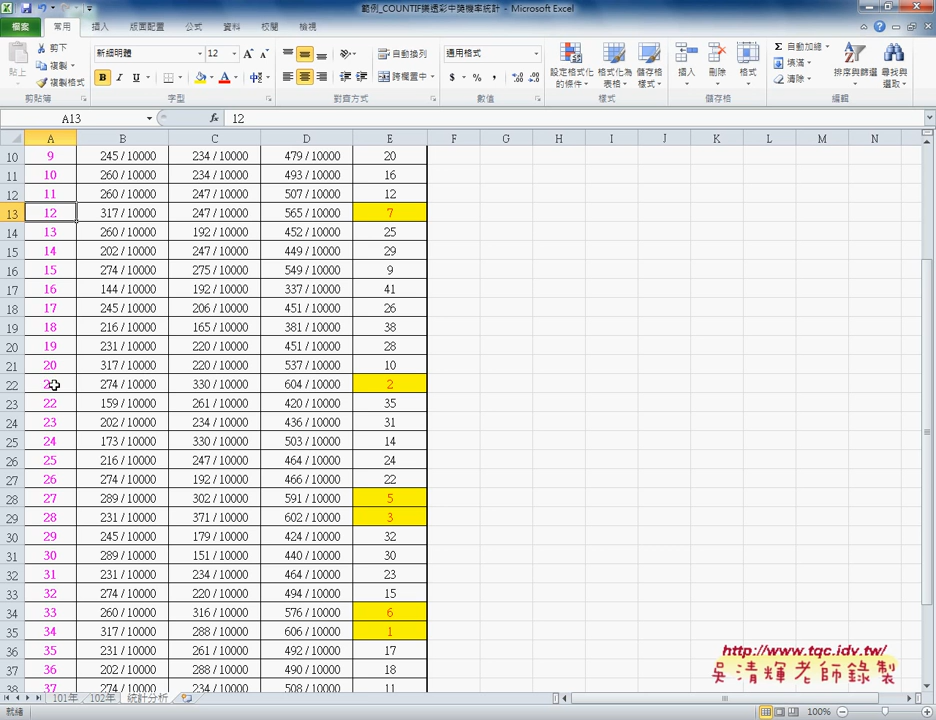 範例_COUNTIF擴透彩中獎機率統計 - Microsoft Excel
檔案 常用 插入 版面配置 公式 資料 校閱 檢視
貼上 剪下 複製 複製格式 剪貼簿
新細明體 12 字型
自動換列 跨欄置中 對齊方式
通用格式 數值
設定格式化的條件 格式化為表格 儲存格樣式 樣式
插入 刪除 格式 儲存格
自動加總 填滿 清除 排序與篩選 尋找與選取 編輯
A13 fx 12
A B C D E F G H I J K L M N
10 9 245 / 10000 234 / 10000 479 / 10000 20
11 10 260 / 10000 234 / 10000 493 / 10000 16
12 11 260 / 10000 247 / 10000 507 / 10000 12
13 12 317 / 10000 247 / 10000 565 / 10000 7
14 13 260 / 10000 192 / 10000 452 / 10000 25
15 14 202 / 10000 247 / 10000 449 / 10000 29
16 15 274 / 10000 275 / 10000 549 / 10000 9
17 16 144 / 10000 192 / 10000 337 / 10000 41
18 17 245 / 10000 206 / 10000 451 / 10000 26
19 18 216 / 10000 165 / 10000 381 / 10000 38
20 19 231 / 10000 220 / 10000 451 / 10000 28
21 20 317 / 10000 220 / 10000 537 / 10000 10
22 2 274 / 10000 330 / 10000 604 / 10000 2
23 22 159 / 10000 261 / 10000 420 / 10000 35
24 23 202 / 10000 234 / 10000 436 / 10000 31
25 24 173 / 10000 330 / 10000 503 / 10000 14
26 25 216 / 10000 247 / 10000 464 / 10000 24
27 26 274 / 10000 192 / 10000 466 / 10000 22
28 27 289 / 10000 302 / 10000 591 / 10000 5
29 28 231 / 10000 371 / 10000 602 / 10000 3
30 29 245 / 10000 179 / 10000 424 / 10000 32
31 30 289 / 10000 151 / 10000 440 / 10000 30
32 31 231 / 10000 234 / 10000 464 / 10000 23
33 32 274 / 10000 220 / 10000 494 / 10000 15
34 33 260 / 10000 316 / 10000 576 / 10000 6
35 34 317 / 10000 288 / 10000 606 / 10000 1
36 35 231 / 10000 261 / 10000 492 / 10000 17
37 36 202 / 10000 288 / 10000 490 / 10000 18
38 37 274 / 10000 234 / 10000 508 / 10000 11
http://www.tqc.idv.tw/
吳清輝老師錄製
101年 102年 統計分析
就緒 100%